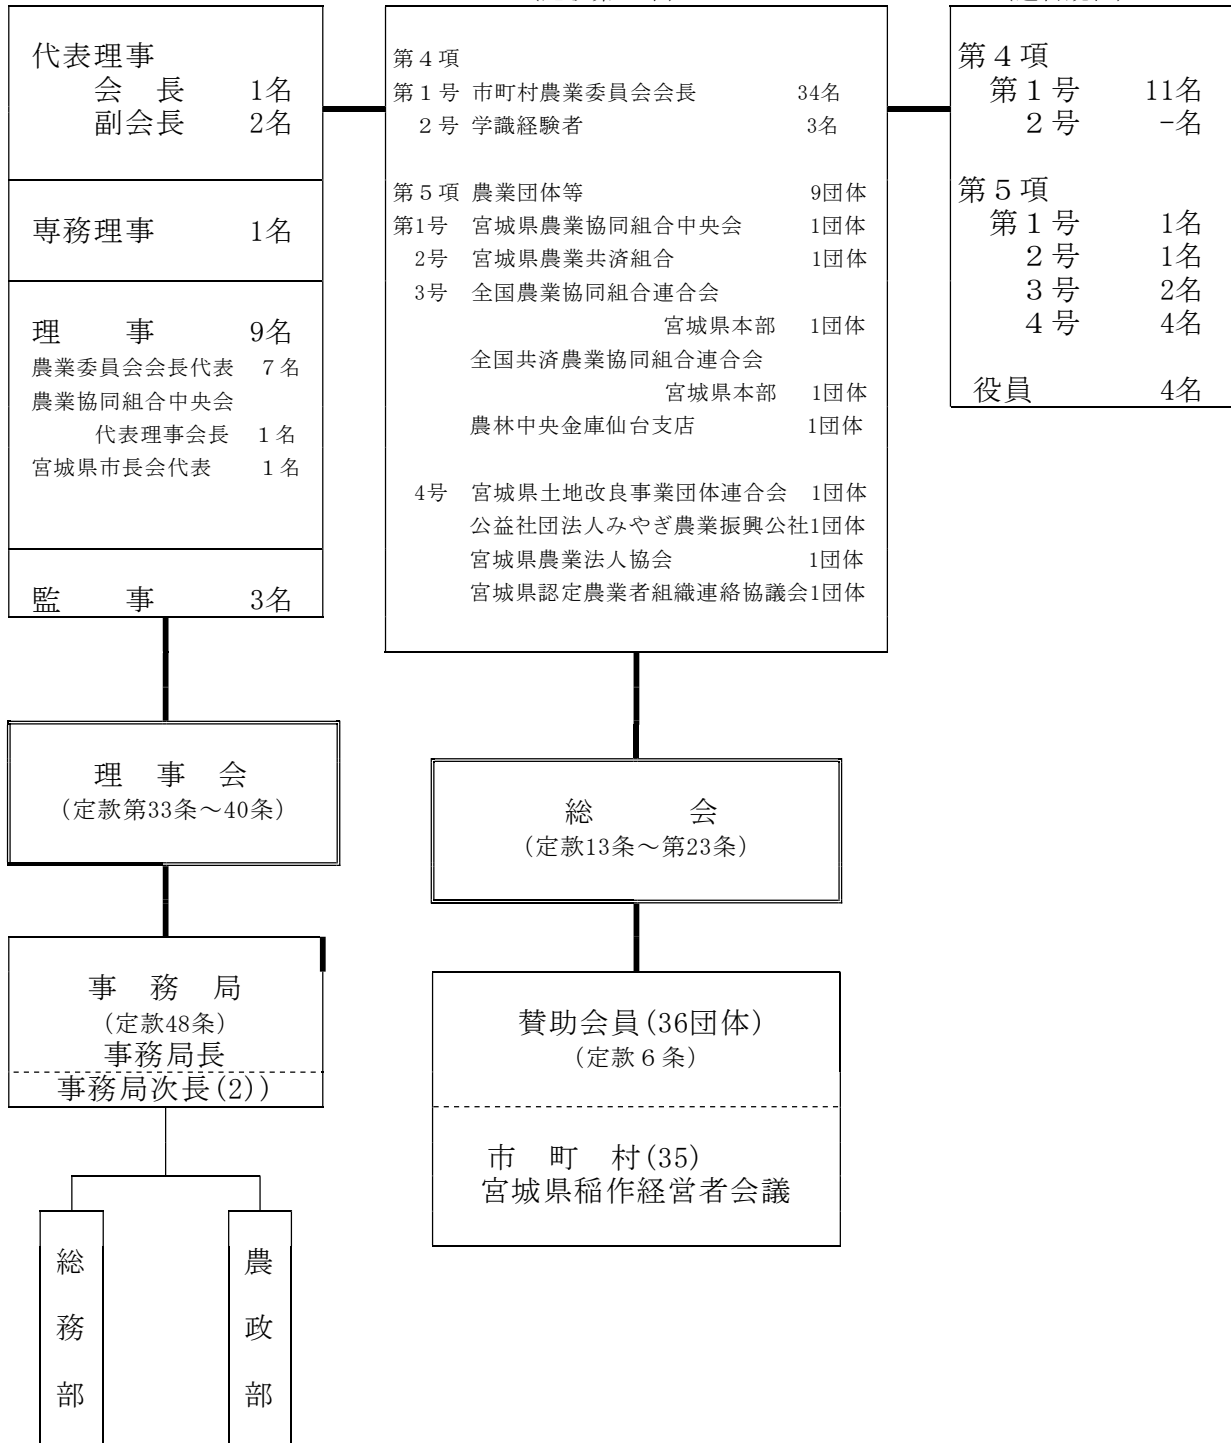 代表理事
会　長　1名
副会長　2名
専務理事　1名
理　　事　9名
農業委員会会長代表　７名
農業協同組合中央会
代表理事会長　１名
宮城県市長会代表　１名
監　　事　3名
第４項
第１号 市町村農業委員会会長　34名
２号 学識経験者　3名
第５項 農業団体等　9団体
第1号　宮城県農業協同組合中央会　1団体
2号　宮城県農業共済組合　1団体
3号　全国農業協同組合連合会
宮城県本部　1団体
全国共済農業協同組合連合会
宮城県本部　1団体
農林中央金庫仙台支店　1団体
4号　宮城県土地改良事業団体連合会　1団体
公益社団法人みやぎ農業振興公社1団体
宮城県農業法人協会　1団体
宮城県認定農業者組織連絡協議会1団体
第４項
第１号　11名
２号　-名
第５項
第１号　1名
２号　1名
３号　2名
４号　4名
役員　4名
理　事　会
（定款第33条～40条）
総　　会
（定款13条～第23条）
事　務　局
（定款48条）
事務局長
事務局次長(2))
賛助会員(36団体)
（定款６条）
市　町　村(35)
宮城県稲作経営者会議
総務部
農政部